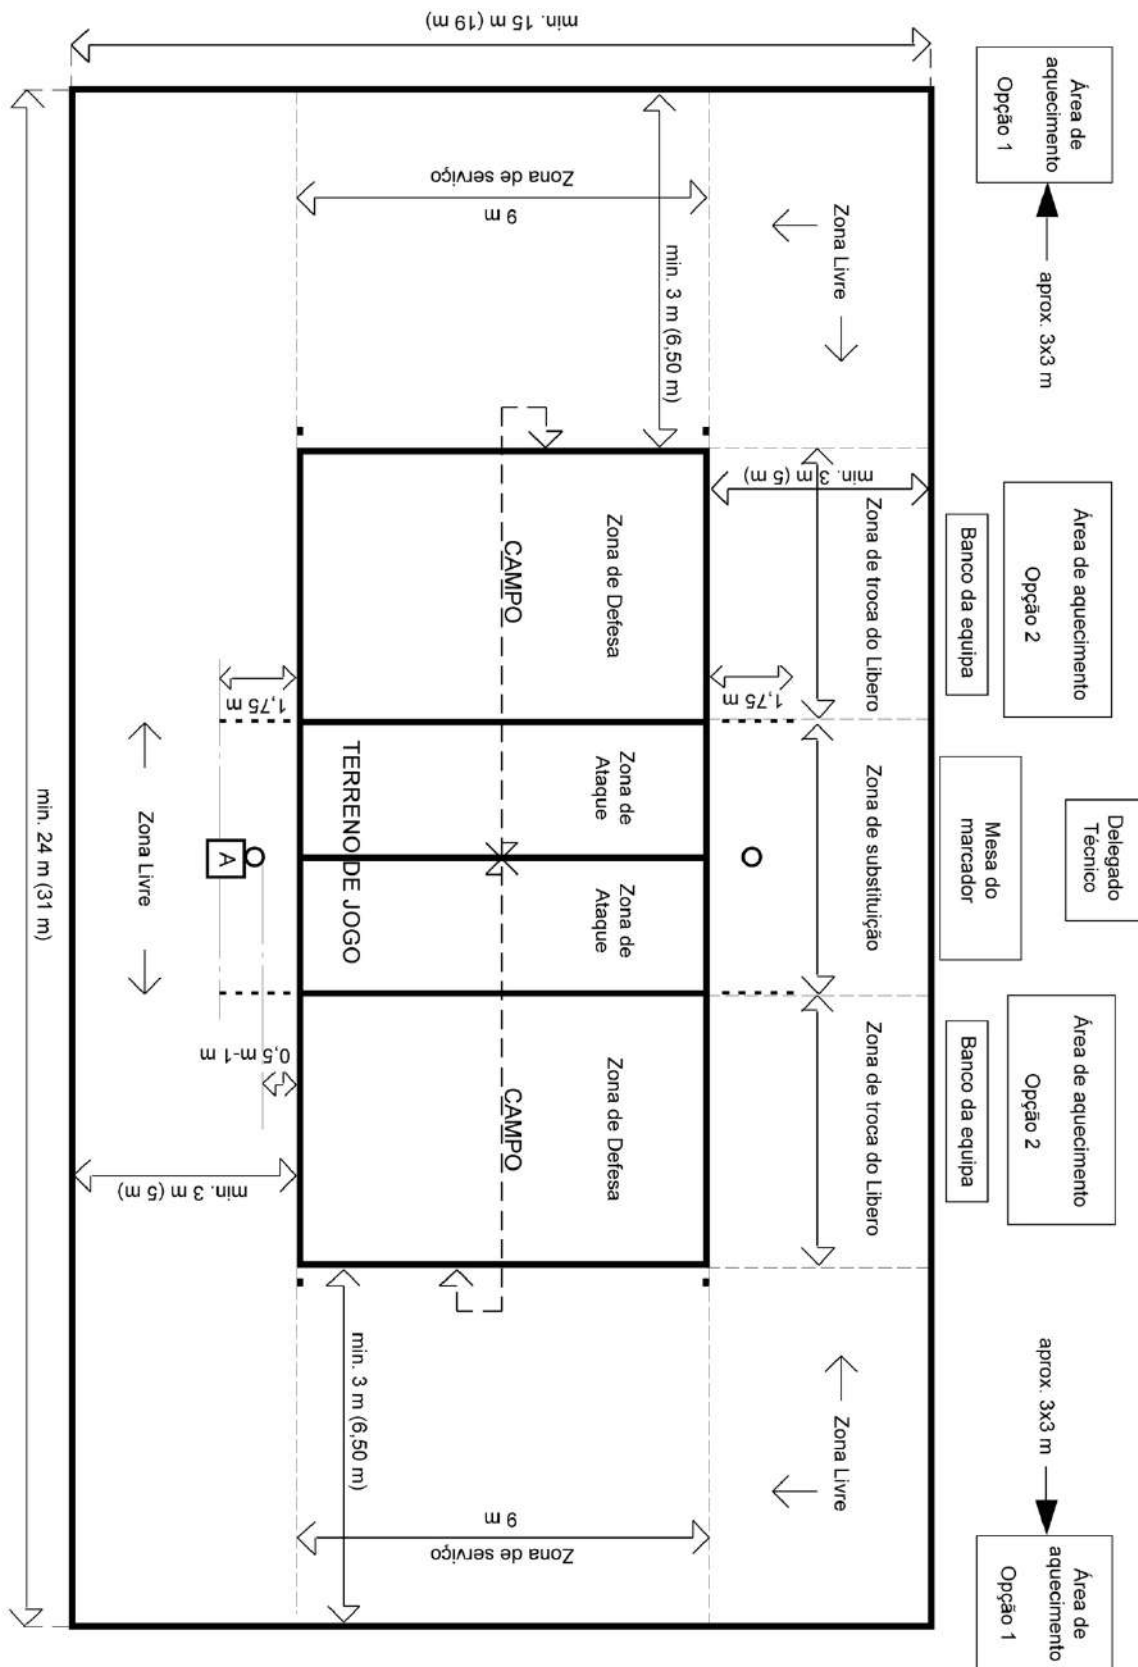 min. 15 m (19 m)
Área de
aquecimento
Opção 1
aprox. 3x3 m
Zona de serviço
9 m
Zona Livre
min. 3 m (6,50 m)
min. 3 m (5 m)
Zona de troca do Libero
Banco da equipa
Área de aquecimento
Opção 2
Zona de Defesa
CAMPO
1,75 m
1,75 m
Zona Livre
A
TERRENO DE JOGO
Zona de
Ataque
Zona de
Ataque
Zona de substituição
Mesa do
marcador
Delegado
Técnico
min. 24 m (31 m)
0,5 m-1 m
Zona de Defesa
CAMPO
Zona de troca do Libero
Banco da equipa
Área de aquecimento
Opção 2
min. 3 m (5 m)
min. 3 m (6,50 m)
Zona Livre
9 m
Zona de serviço
aprox. 3x3 m
Área de
aquecimento
Opção 1